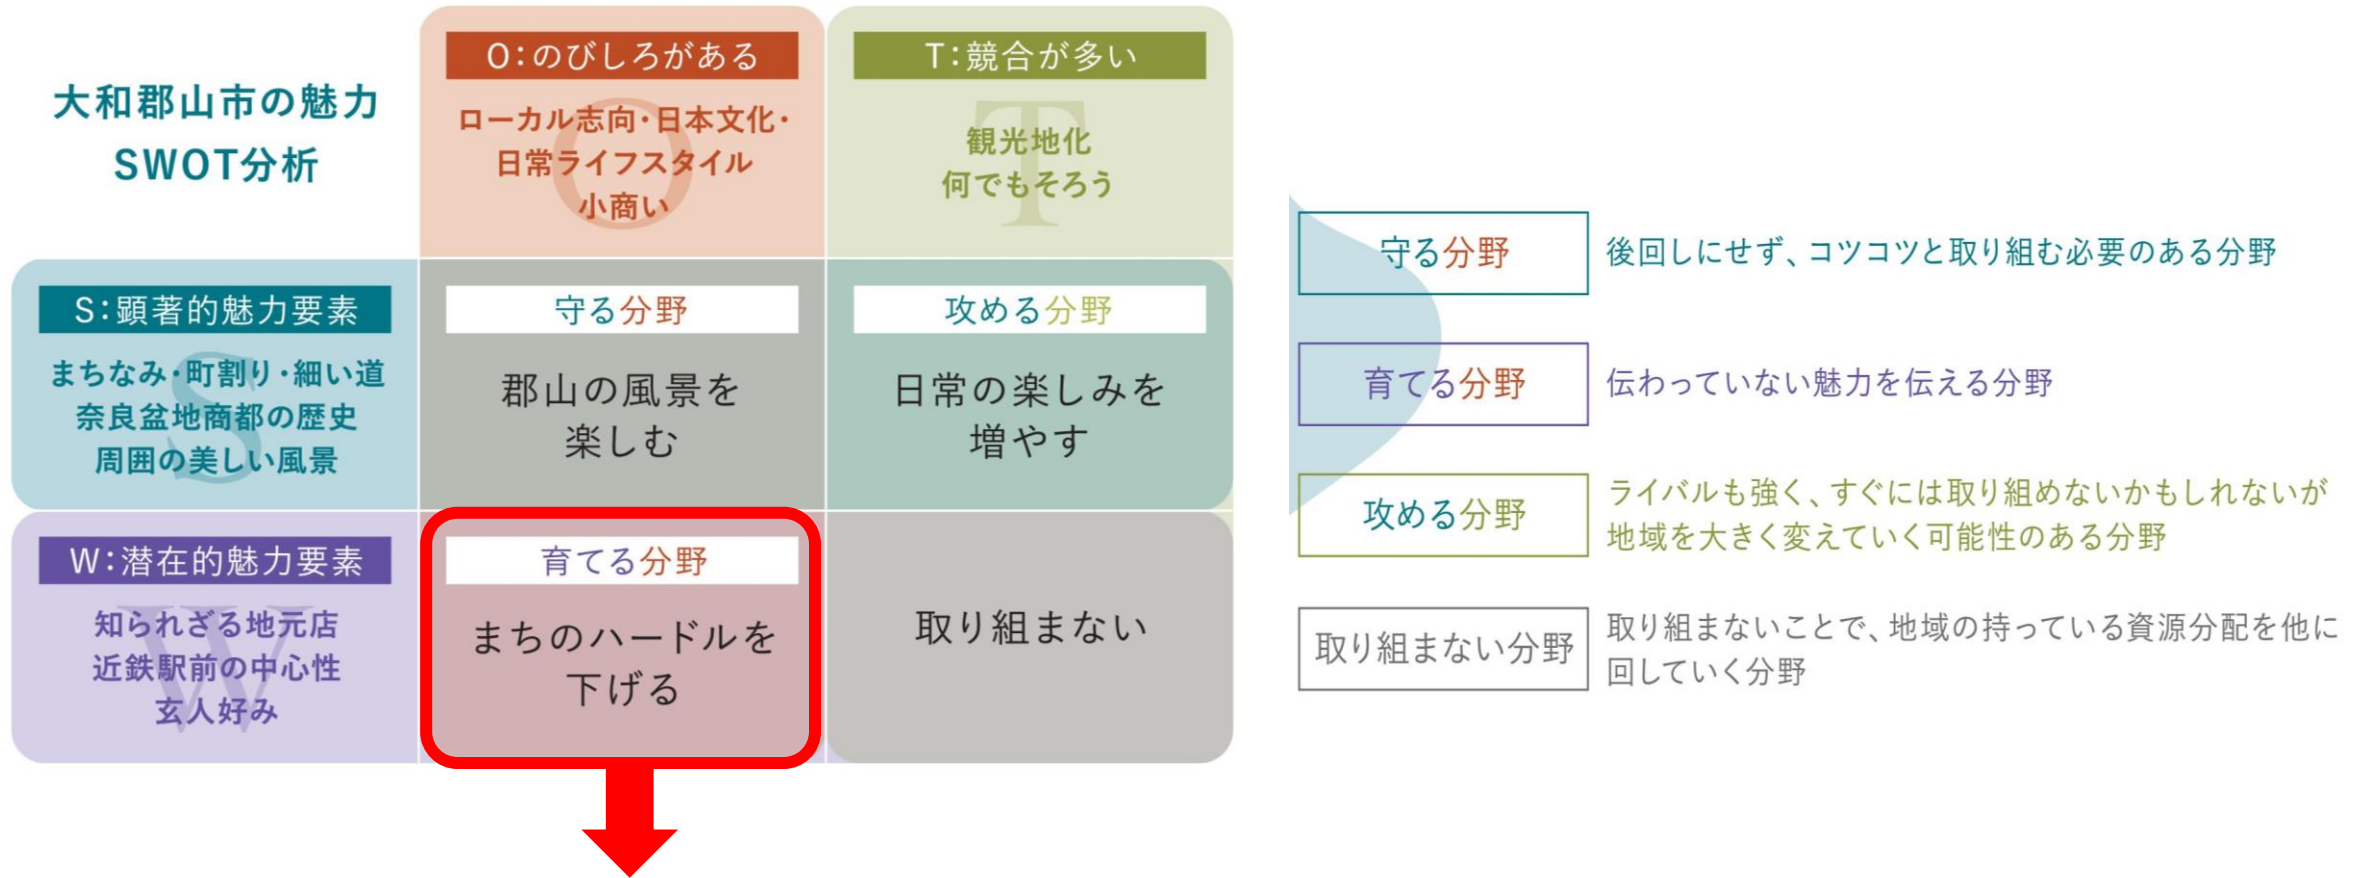 大和郡山市の魅力
SWOT分析
O:のびしろがある
ローカル志向・日本文化・
日常ライフスタイル
小商い
O
T:競合が多い
観光地化
何でもそろう
T
S:顕著的魅力要素
まちなみ・町割り・細い道
奈良盆地商都の歴史
周囲の美しい風景
S
守る分野
郡山の風景を
楽しむ
攻める分野
日常の楽しみを
増やす
W:潜在的魅力要素
知られざる地元店
近鉄駅前の中心性
玄人好み
W
育てる分野
まちのハードルを
下げる
取り組まない
守る分野
後回しにせず、コツコツと取り組む必要のある分野
育てる分野
伝わっていない魅力を伝える分野
攻める分野
ライバルも強く、すぐには取り組めないかもしれないが
地域を大きく変えていく可能性のある分野
取り組まない分野
取り組まないことで、地域の持っている資源分配を他に
回していく分野